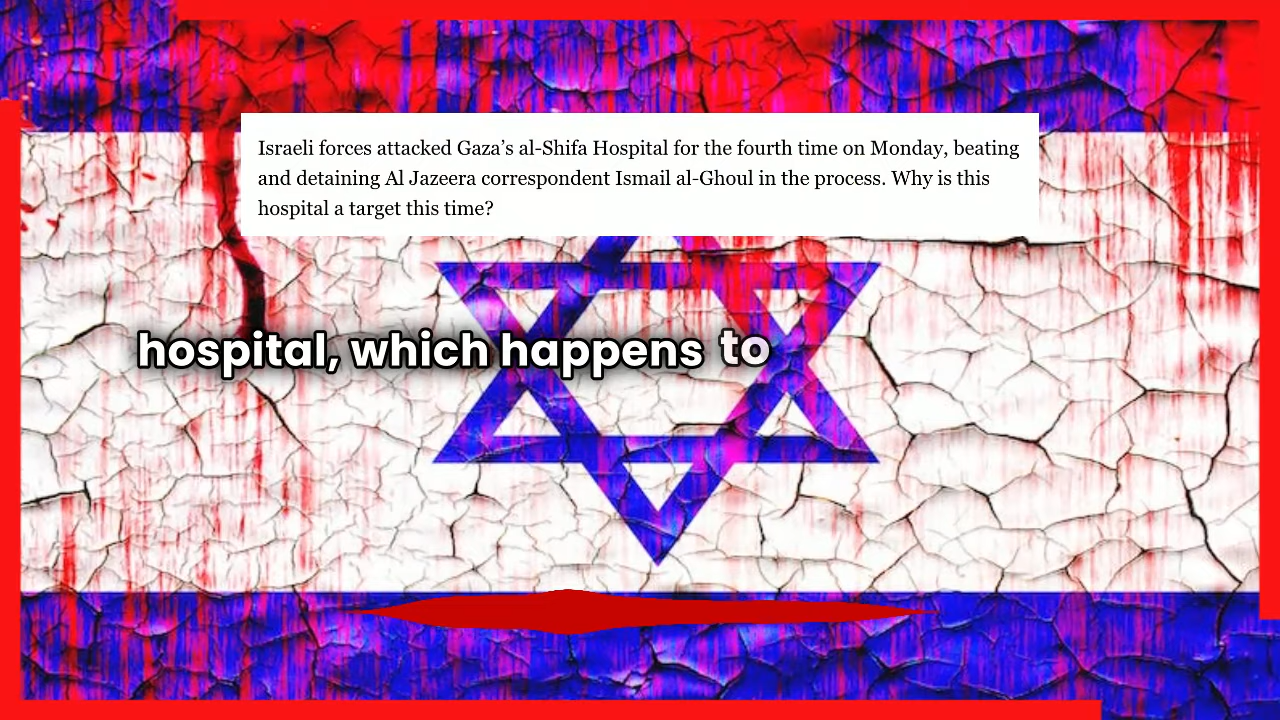 Israeli forces attacked Gaza’s al-Shifa Hospital for the fourth time on Monday, beating
and detaining Al Jazeera correspondent Ismail al-Ghoul in the process. Why is this
hospital a target this time?
hospital, which happens to